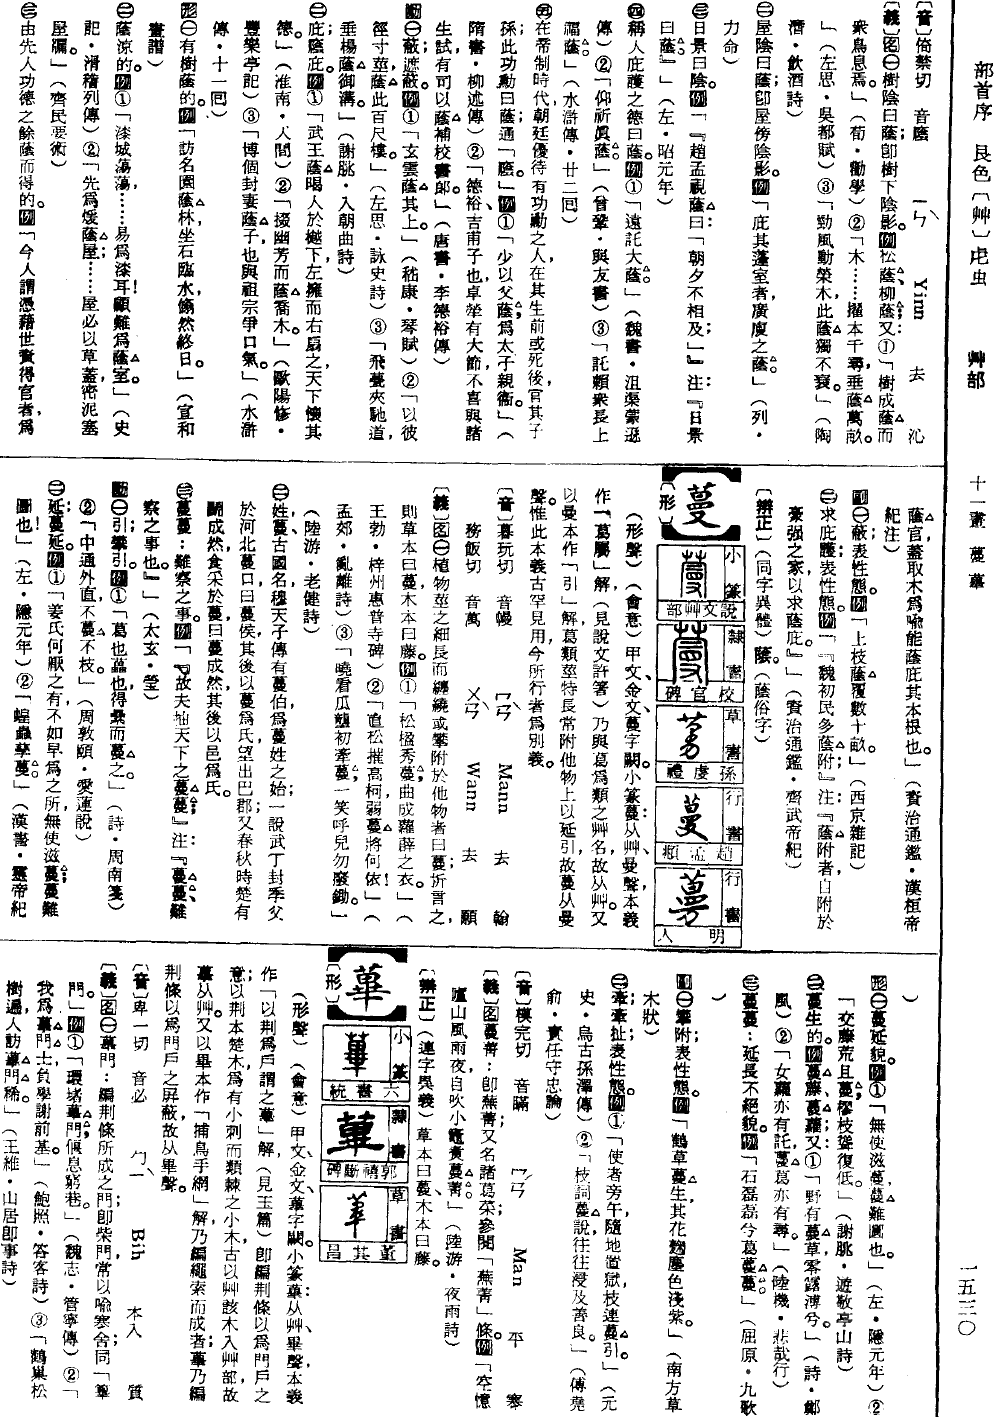 部首序 艮色〔艸〕虍虫 艸部 十一畫 蔓 蓽 一五三〇
〔音〕倚禁切 音廕 ㄧㄣˋ Yinn 去 沁
〔義〕名㊀樹陰曰蔭；卽樹下陰影。例松蔭、柳蔭；又：①「樹成蔭而
衆鳥息焉。」（荀·勸學）②「木……擢本千尋，垂蔭萬畝。
」（左思·吳都賦）③「勁風動榮木，此蔭獨不衰。」（陶
潛·飲酒詩）
㊁屋陰曰蔭；卽屋傍陰影。例「庇其蓬室，若廣廈之蔭。」（列·
力命）
㊂日景曰陰。例「『趙孟視蔭曰：「朝夕不相及」』注：『日景
曰蔭』」（左·昭元年）
㊃稱人庇護之德曰蔭。例①「遠託大蔭。」（魏書·沮渠蒙遜
傳）②「仰祈眞蔭。」（曾鞏·與友書）③「託賴衆長上
福蔭。」（水滸傳·廿二回）
㊄在帝制時代，朝廷優待有功勳之人，在其生前或死後，官其子
孫，此功勳曰蔭；通「廕」。例①「少以父蔭，爲太子親衞。」（
隋書·柳述傳）②「德裕、吉甫子也，卓犖有大節，不喜與諸
生試，有司以蔭補校書郎。」（唐書·李德裕傳）
動㊀蔽；遮蔽。例①「玄雲蔭其上。」（嵇康·琴賦）②「以彼
徑寸莖，蔭此百尺樓。」（左思·詠史詩）③「飛甍夾馳道，
垂楊蔭御溝。」（謝朓·入朝曲詩）
㊁庇蔭；庇。例①「武王蔭暍人於樾下，左擁而右扇之，天下懷其
德。」（淮南·人間）②「掇幽芳而蔭喬木。」（歐陽修·
豐樂亭記）③「博個封妻蔭子，也與祖宗爭口氣。」（水滸
傳·十一回）
形㊀有樹蔭的。例「訪名園蔭林，坐石臨水，翛然終日。」（宣和
畫譜）
㊁蔭涼的。例①「漆城蕩蕩，……易爲漆耳，顧難爲蔭室。」（史
記·滑稽列傳）②「先爲煖蔭屋；……屋必以草蓋，密泥塞
屋漏。」（齊民要術）
㊂由先人功德之餘蔭而得的。例「今人謂憑藉世資得官者爲
蔭官，蓋取木爲喩，能蔭庇其本根也。」（資治通鑑·漢桓帝
紀注）
副㊀蔽，表性態。例「上枝蔭覆數十畝。」（西京雜記）
㊁求庇護，表性態。例「『魏初民多蔭附』注：『蔭附者，自附於
豪强之家，以求蔭庇。』」（資治通鑑·齊武帝紀）
〔辨正〕（同字異體）蔭（蔭俗字）
【蔓】
小篆 說文艸部
隸書 校官碑
草書 孫虔禮
行書 趙孟頫
行書 明人
〔形〕
（形聲）（會意）甲文、金文蔓字闕。小篆蔓：从艸，曼聲，本義
作「葛屬」解，（見說文許箸）乃與葛爲類之艸名，故从艸。又
以曼本作「引」解，葛類莖特長，常附他物上以延引，故蔓从曼
聲。惟此本義古罕見用，今所行者爲別義。
〔音〕暮玩切 音幔 ㄇㄢˋ Mann 去 翰
務飯切 音萬 ㄨㄢˋ Wann 去 願
〔義〕名㊀植物莖之細長而纏繞或攀附於他物者曰蔓；析言之，
則草本曰蔓，木本曰藤。例①「松楹秀蔓，曲成蘿薜之衣。」（
王勃·梓州惠音寺碑）②「直松摧高柯，弱蔓將何依！」（
孟郊·亂離詩）③「曉看瓜壟初牽蔓，一笑呼兒勿廢鋤。」
（陸游·老健詩）
㊁姓。蔓，古國名，穆天子傳有蔓伯，爲蔓姓之始；一說武丁封季父
於河北蔓口，曰蔓侯，其後以蔓爲氏，望出巴郡；又春秋時楚有
鬭成然，食采於蔓，曰蔓成然，其後以邑爲氏。
㊂蔓蔓：難察之事。例「『故夫抽天下之蔓蔓』注：『蔓蔓、難
察之事也。』」（太玄·瑩）
動㊀引；攀引。例①「葛也藟也，得纍而蔓之。」（詩·周南箋）
②「中通外直，不蔓不枝。」（周敦頤·愛蓮說）
㊁延；蔓延。例①「姜氏何厭之有！不如早爲之所，無使滋蔓；蔓、難
圖也。」（左·隱元年）②「蝗蟲孳蔓。」（漢書·靈帝紀
）
形㊀蔓延貌。例①「無使滋蔓，蔓難圖也。」（左·隱元年）②
「交藤荒且蔓，樛枝聳復低。」（謝朓·遊敬亭山詩）
㊁蔓生的。例蔓藤、蔓蘿；又：①「野有蔓草，零露漙兮。」（詩·鄭
風）②「女蘿亦有託，蔓葛亦有尋。」（陸機·悲哉行）
㊂蔓蔓：延長不絕貌。例「石磊磊兮葛蔓蔓。」（屈原·九歌
）
副㊀攀附，表性態。例「鶴草，蔓生，其花麴塵色，淺紫。」（南方草
木狀）
㊁牽牽扯扯，表性態。例①「使者旁午，隨地置獄，枝連蔓引。」（元
史·烏古孫澤傳）②「枝詞蔓說，往往浸及善良。」（傅堯
俞·責任守忠論）
〔音〕模完切 音瞞 ㄇㄢˊ Man 平 寒
〔義〕名蔓菁：卽蕪菁，又名諸葛菜，參閱「蕪菁」條。例「空憶
廬山風雨夜，自吹小竈煑蔓菁。」（陸游·夜雨詩）
〔辨正〕（連字異義）草本曰蔓，木本曰藤。
【蓽】
小篆 六書統
隸書 郭禎斷碑
草書 董其昌
〔形〕
（形聲）（會意）甲文、金文蓽字闕。小篆蓽：从艸，畢聲，本義
作「以荆爲戶謂之蓽」解，（見玉篇）卽編荆條以爲門戶之
意；以荆本楚木，爲有小刺而類棘之小木，古以艸該木入艸部，故
蓽从艸。又以畢本作「捕鳥手網」解，乃編繩索而成者；蓽乃編
荆條以爲門戶之屏蔽，故从畢聲。
〔音〕卑一切 音必 ㄅㄧˋ Bih 本入 質
〔義〕名㊀蓽門：編荆條所成之門，卽柴門，常以喩寒舍；同「篳
門」。例①「環堵蓽門，偃息窮巷。」（魏志·管寧傳）②「
我爲蓽門士，負學謝前基。」（鮑照·答客詩）③「鶴巢松
樹遍，人訪蓽門稀。」（王維·山居卽事詩）